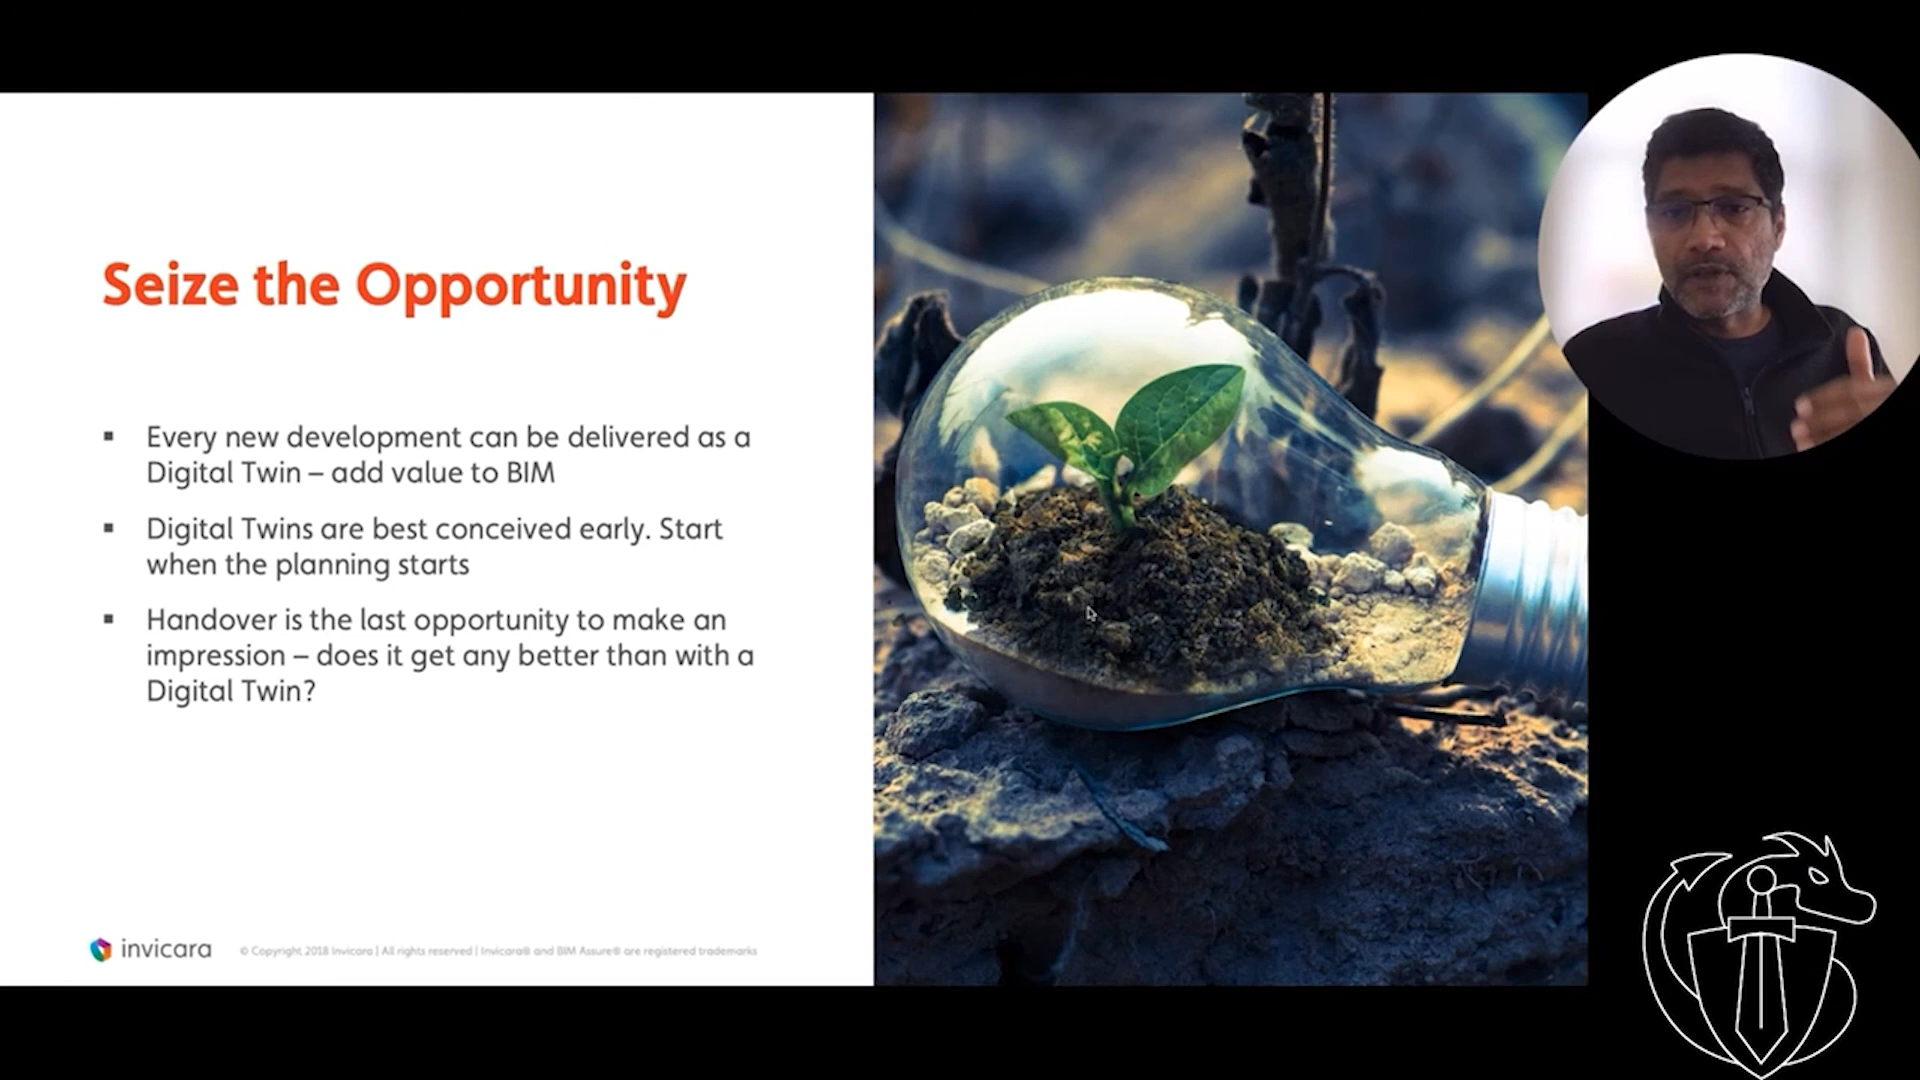 Seize the Opportunity
Every new development can be delivered as a
Digital Twin – add value to BIM
Digital Twins are best conceived early. Start
when the planning starts
Handover is the last opportunity to make an
impression – does it get any better than with a
Digital Twin?
invicara
© Copyright 2018 Invicara | All rights reserved | Invicara® and BIM Assure® are registered trademarks